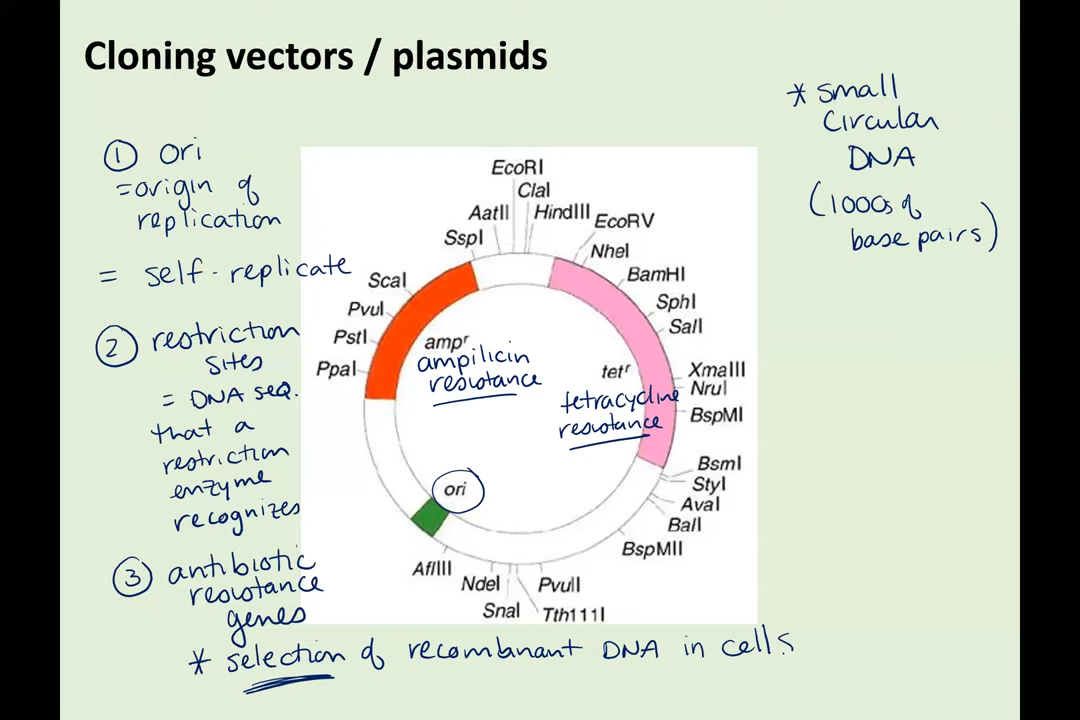 Cloning vectors / plasmids
* small
circular
DNA
(1000s of
base pairs)
① ori
= origin of
replication
= self-replicate
② restriction
sites
= DNA seq.
that a
restriction
enzyme
recognizes
③ antibiotic
resistance
genes
* selection of recombinant DNA in cells
EcoRI
ClaI
AatII
HindIII
SspI
EcoRV
NheI
ScaI
BamHI
PvuI
SphI
PstI
SalI
PpaI
ampr
ampilicin
resistance
tetr
tetracycline
resistance
XmaIII
NruI
BspMI
BsmI
StyI
AvaI
BalI
BspMII
ori
AflIII
NdeI
PvuII
SnaI
Tth111I